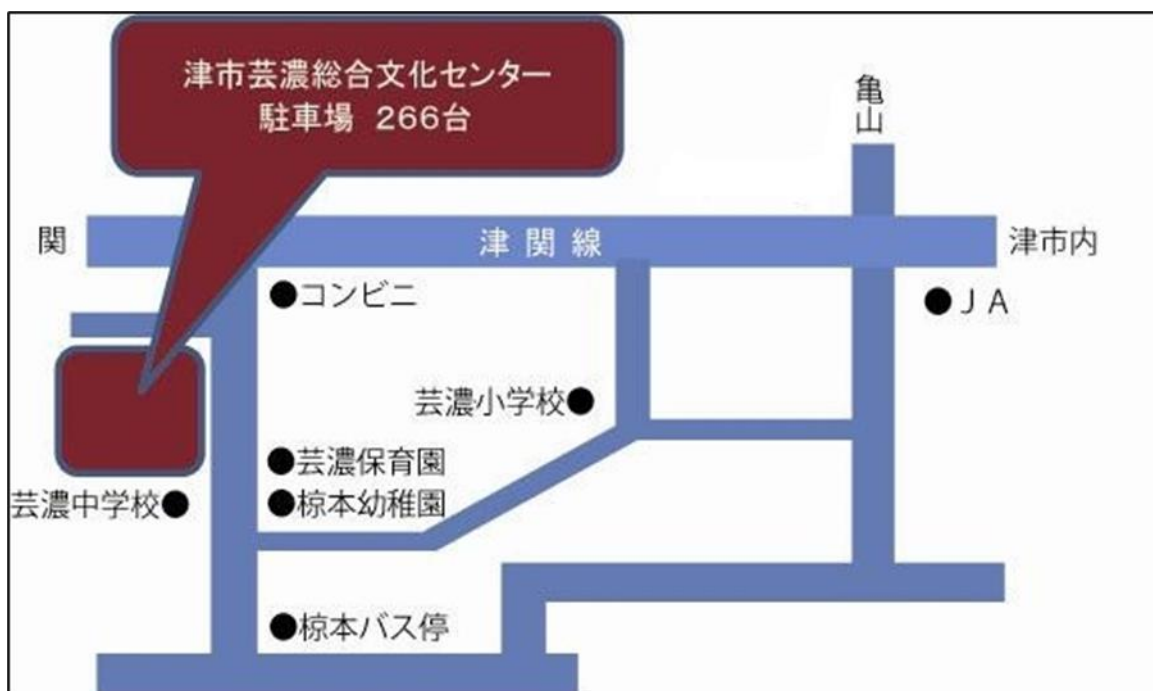 津市芸濃総合文化センター
駐車場 266台
亀山
関
津関線
津市内
●コンビニ
●ＪＡ
芸濃小学校●
●芸濃保育園
芸濃中学校●
●椋本幼稚園
●椋本バス停